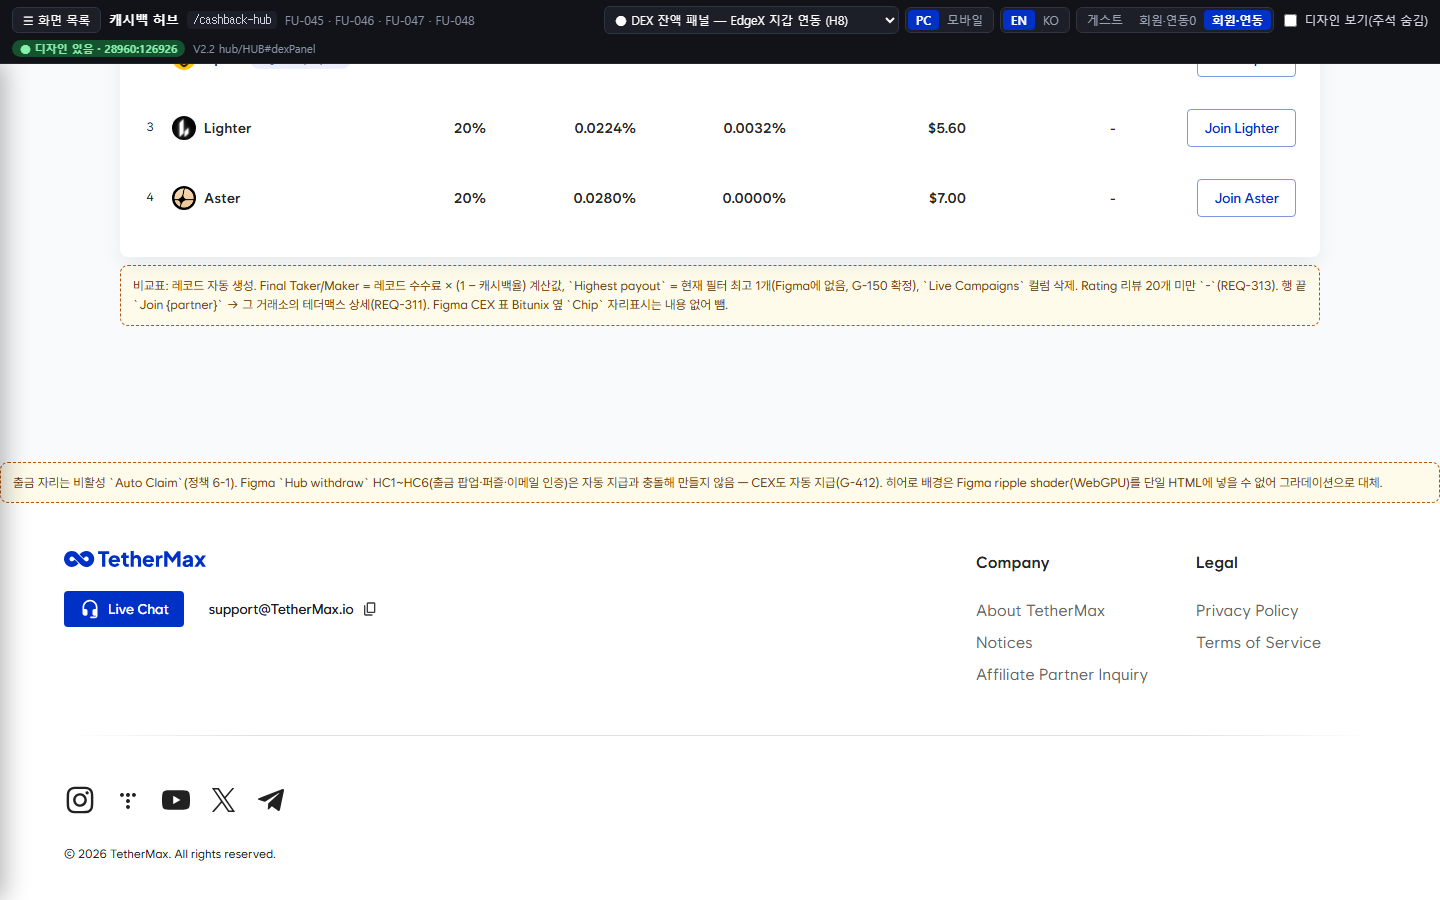 ☰ 화면 목록 캐시백 허브 /cashback-hub FU-045 · FU-046 · FU-047 · FU-048 ● DEX 잔액 패널 — EdgeX 지갑 연동 (H8) PC 모바일 EN KO 게스트 회원·연동0 회원·연동 디자인 보기(주석 숨김)
● 디자인 있음 · 28960:126926 V2.2 hub/HUB#dexPanel
3 Lighter 20% 0.0224% 0.0032% $5.60 - Join Lighter
4 Aster 20% 0.0280% 0.0000% $7.00 - Join Aster
비교표: 레코드 자동 생성. Final Taker/Maker = 레코드 수수료 × (1 − 캐시백율) 계산값, `Highest payout` = 현재 필터 최고 1개(Figma에 없음, G-150 확정), `Live Campaigns` 컬럼 삭제. Rating 리뷰 20개 미만 `-`(REQ-313). 행 끝
`Join {partner}` → 그 거래소의 테더맥스 상세(REQ-311). Figma CEX 표 Bitunix 옆 `Chip` 자리표시는 내용 없어 뺌.
출금 자리는 비활성 `Auto Claim`(정책 6-1). Figma `Hub withdraw` HC1~HC6(출금 팝업·퍼즐·이메일 인증)은 자동 지급과 충돌해 만들지 않음 — CEX도 자동 지급(G-412). 히어로 배경은 Figma ripple shader(WebGPU)를 단일 HTML에 넣을 수 없어 그라데이션으로 대체.
TetherMax
Live Chat support@TetherMax.io
Company
About TetherMax
Notices
Affiliate Partner Inquiry
Legal
Privacy Policy
Terms of Service
© 2026 TetherMax. All rights reserved.